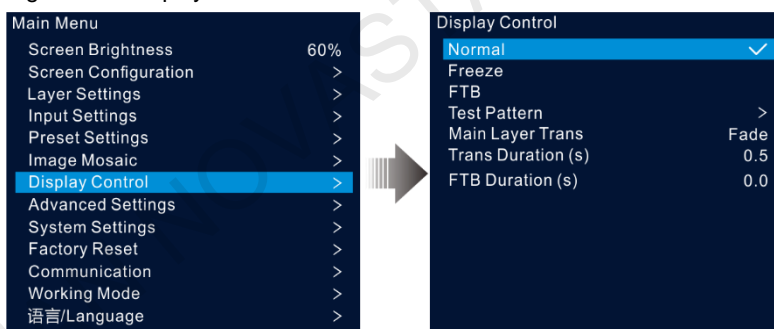 Main Menu
Screen Brightness 60%
Screen Configuration >
Layer Settings >
Input Settings >
Preset Settings >
Image Mosaic >
Display Control >
Advanced Settings >
System Settings >
Factory Reset >
Communication >
Working Mode >
语言/Language >
Display Control
Normal ✓
Freeze
FTB
Test Pattern >
Main Layer Trans Fade
Trans Duration (s) 0.5
FTB Duration (s) 0.0